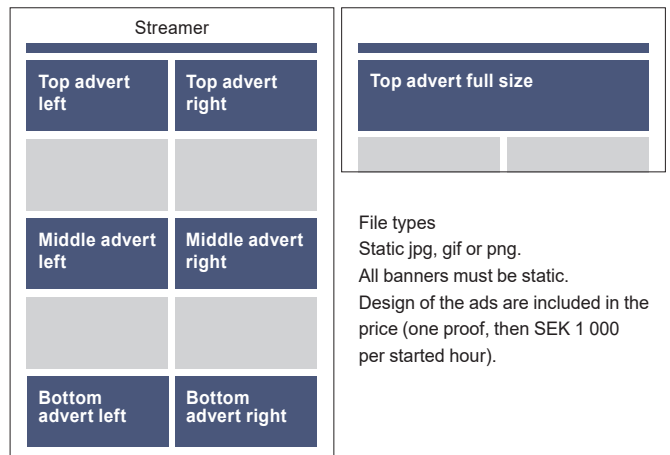 Streamer
Top advert
left
Top advert
right
Middle advert
left
Middle advert
right
Bottom
advert left
Bottom
advert right
Top advert full size
File types
Static jpg, gif or png.
All banners must be static.
Design of the ads are included in the
price (one proof, then SEK 1 000
per started hour).